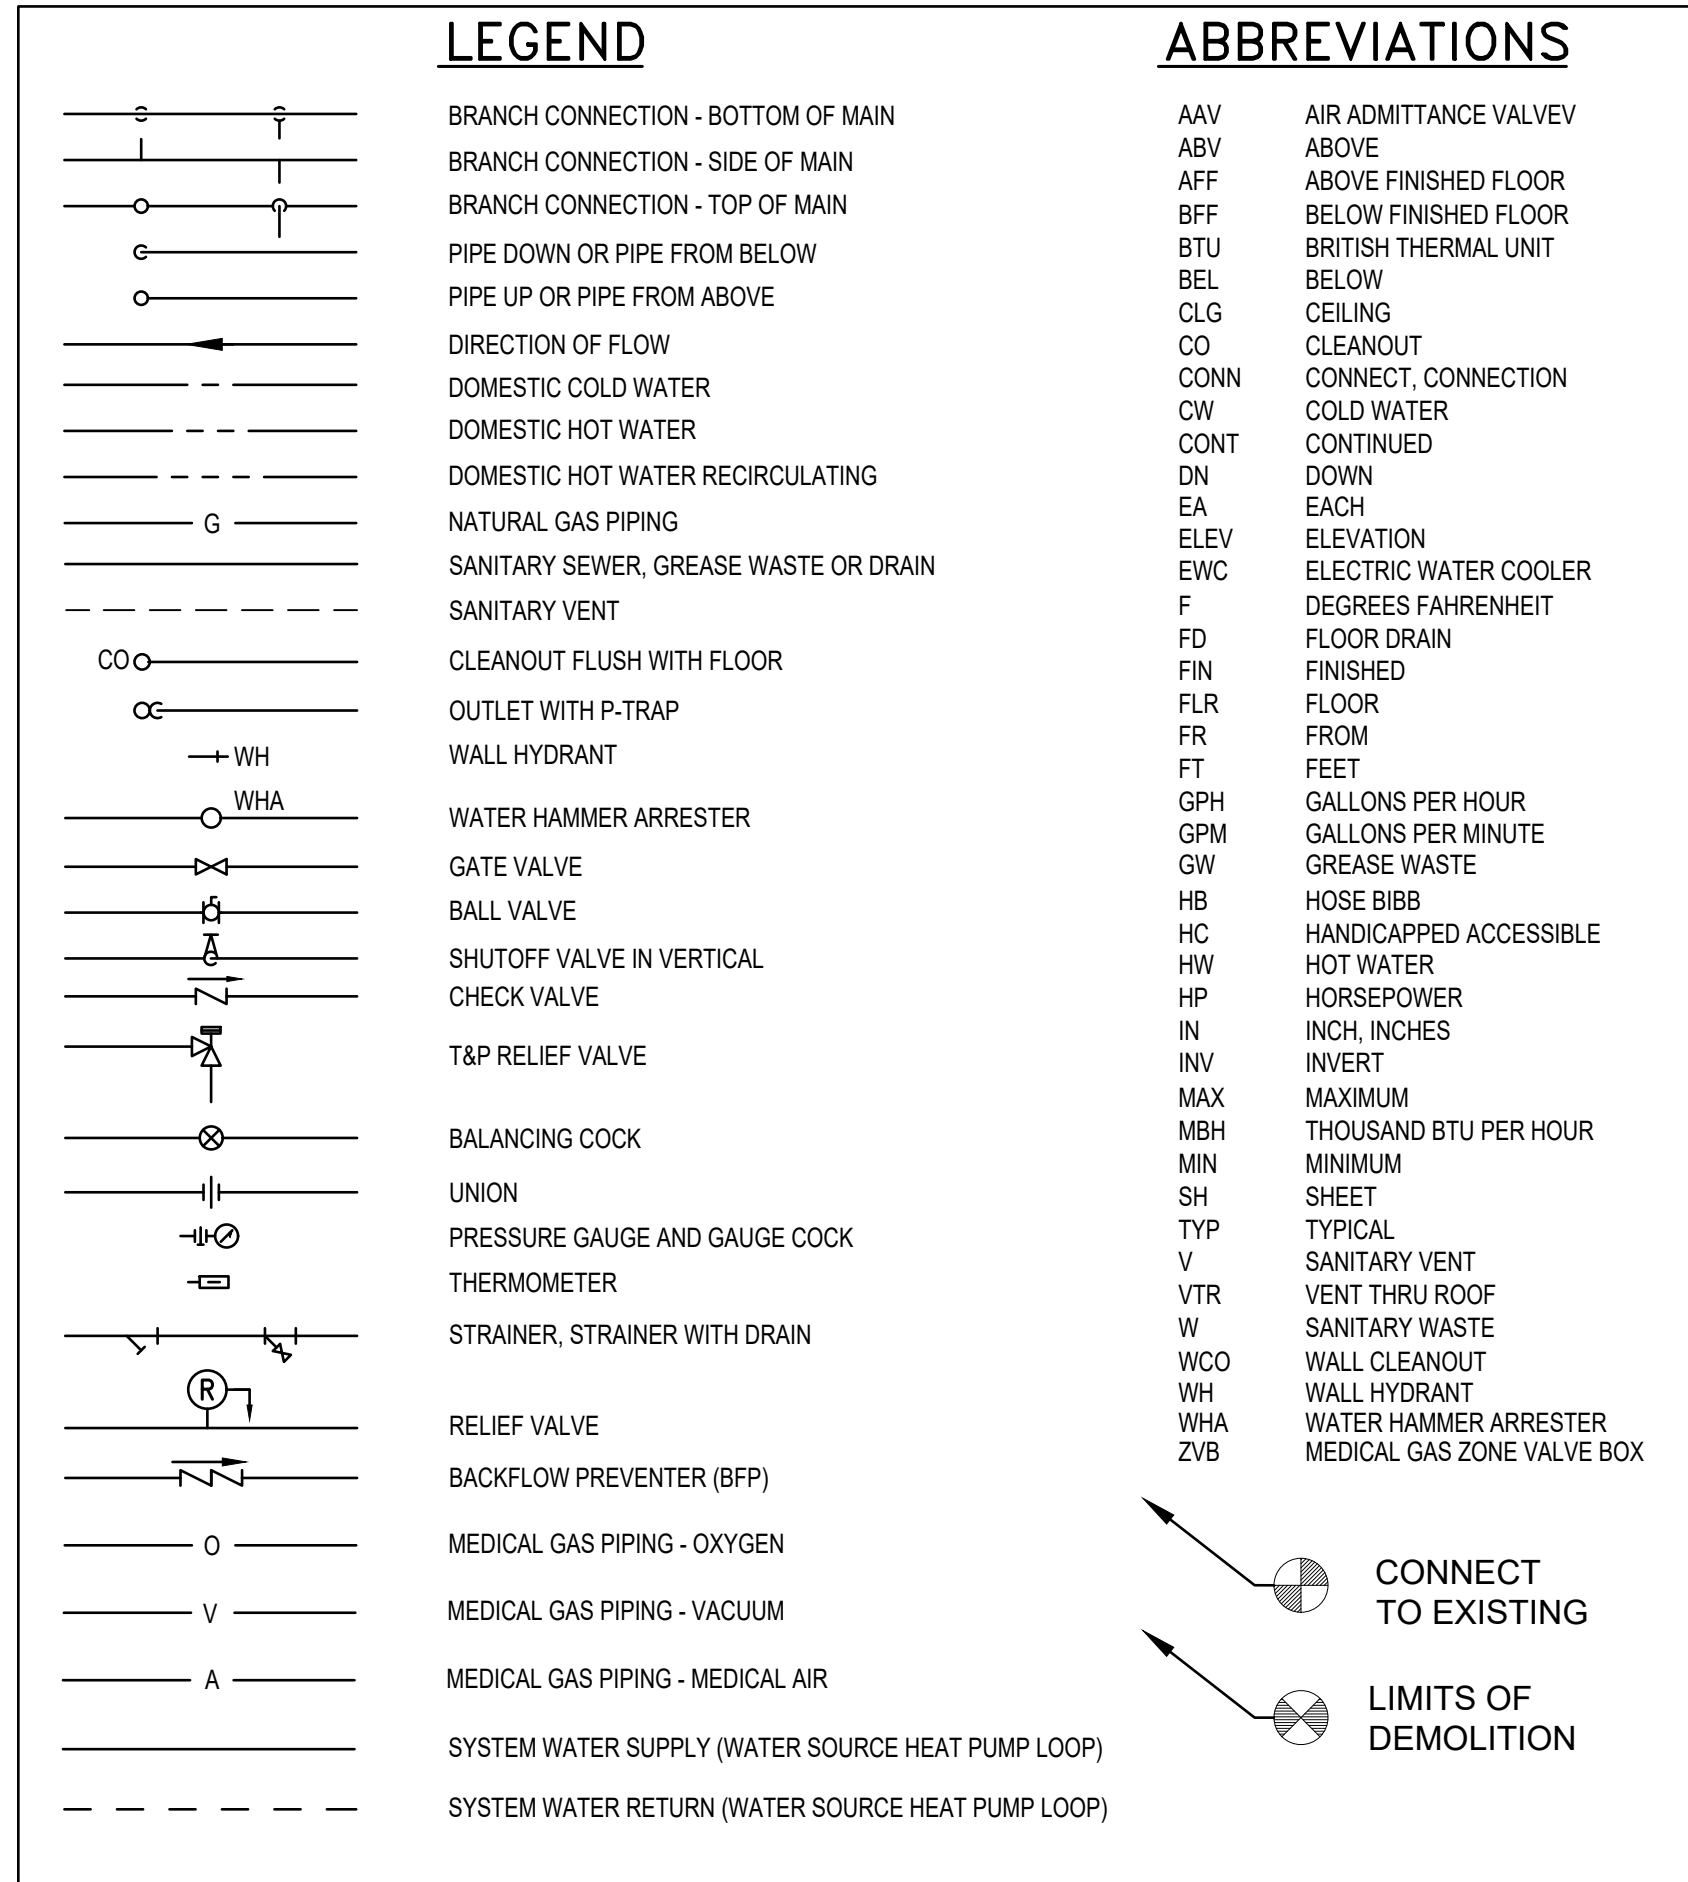 LEGEND
BRANCH CONNECTION - BOTTOM OF MAIN
BRANCH CONNECTION - SIDE OF MAIN
BRANCH CONNECTION - TOP OF MAIN
PIPE DOWN OR PIPE FROM BELOW
PIPE UP OR PIPE FROM ABOVE
DIRECTION OF FLOW
DOMESTIC COLD WATER
DOMESTIC HOT WATER
DOMESTIC HOT WATER RECIRCULATING
G NATURAL GAS PIPING
SANITARY SEWER, GREASE WASTE OR DRAIN
SANITARY VENT
CO CLEANOUT FLUSH WITH FLOOR
OUTLET WITH P-TRAP
WH WALL HYDRANT
WHA WATER HAMMER ARRESTER
GATE VALVE
BALL VALVE
SHUTOFF VALVE IN VERTICAL
CHECK VALVE
T&P RELIEF VALVE
BALANCING COCK
UNION
PRESSURE GAUGE AND GAUGE COCK
THERMOMETER
STRAINER, STRAINER WITH DRAIN
R
RELIEF VALVE
BACKFLOW PREVENTER (BFP)
O MEDICAL GAS PIPING - OXYGEN
V MEDICAL GAS PIPING - VACUUM
A MEDICAL GAS PIPING - MEDICAL AIR
SYSTEM WATER SUPPLY (WATER SOURCE HEAT PUMP LOOP)
SYSTEM WATER RETURN (WATER SOURCE HEAT PUMP LOOP)
ABBREVIATIONS
AAV AIR ADMITTANCE VALVEV
ABV ABOVE
AFF ABOVE FINISHED FLOOR
BFF BELOW FINISHED FLOOR
BTU BRITISH THERMAL UNIT
BEL BELOW
CLG CEILING
CO CLEANOUT
CONN CONNECT, CONNECTION
CW COLD WATER
CONT CONTINUED
DN DOWN
EA EACH
ELEV ELEVATION
EWC ELECTRIC WATER COOLER
F DEGREES FAHRENHEIT
FD FLOOR DRAIN
FIN FINISHED
FLR FLOOR
FR FROM
FT FEET
GPH GALLONS PER HOUR
GPM GALLONS PER MINUTE
GW GREASE WASTE
HB HOSE BIBB
HC HANDICAPPED ACCESSIBLE
HW HOT WATER
HP HORSEPOWER
IN INCH, INCHES
INV INVERT
MAX MAXIMUM
MBH THOUSAND BTU PER HOUR
MIN MINIMUM
SH SHEET
TYP TYPICAL
V SANITARY VENT
VTR VENT THRU ROOF
W SANITARY WASTE
WCO WALL CLEANOUT
WH WALL HYDRANT
WHA WATER HAMMER ARRESTER
ZVB MEDICAL GAS ZONE VALVE BOX
CONNECT
TO EXISTING
LIMITS OF
DEMOLITION